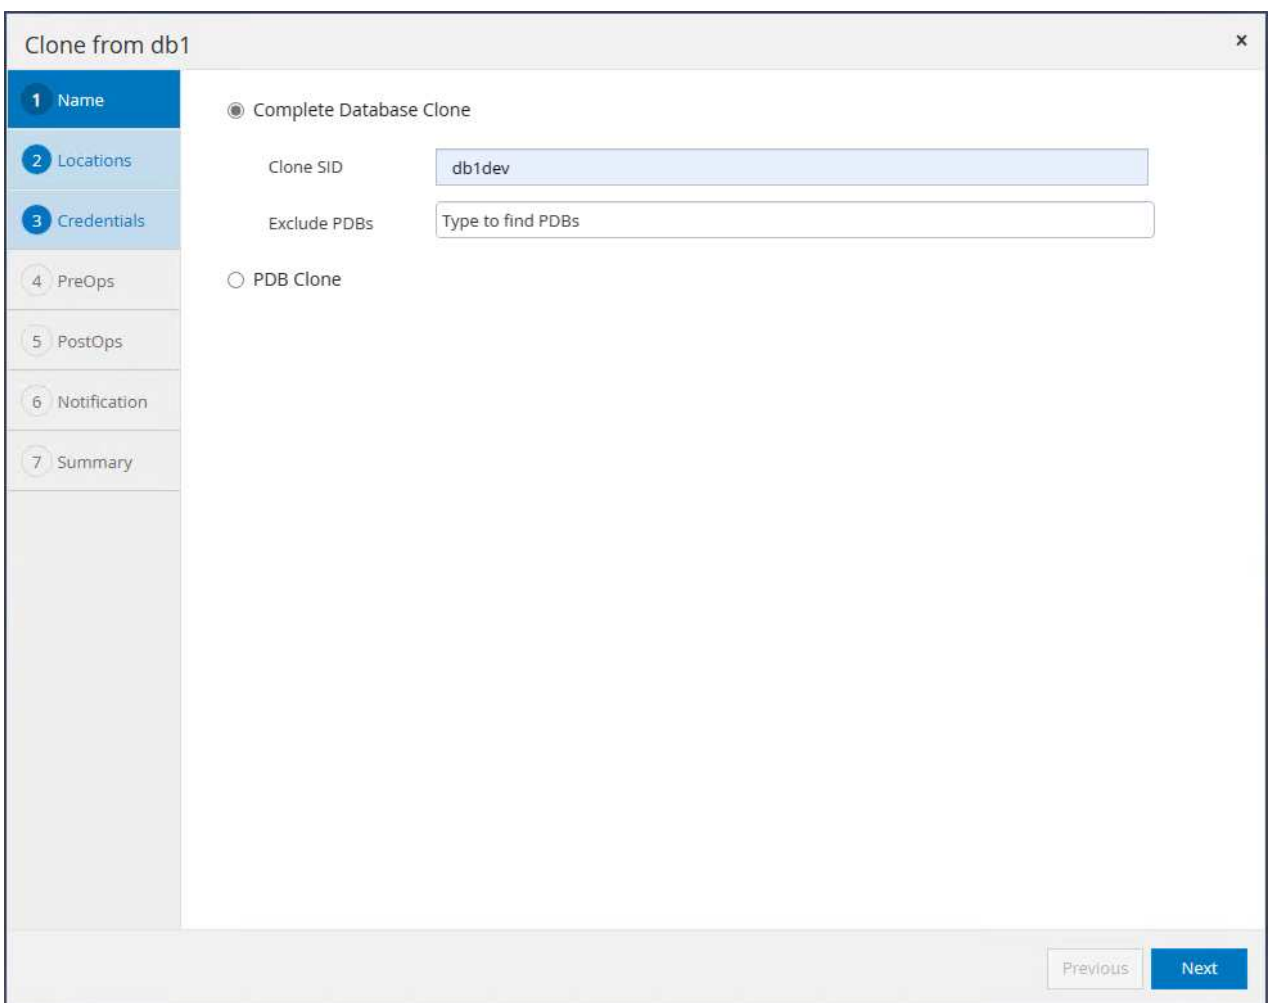 Clone from db1
×
1 Name
2 Locations
3 Credentials
4 PreOps
5 PostOps
6 Notification
7 Summary
Complete Database Clone
Clone SID db1dev
Exclude PDBs Type to find PDBs
PDB Clone
Previous Next